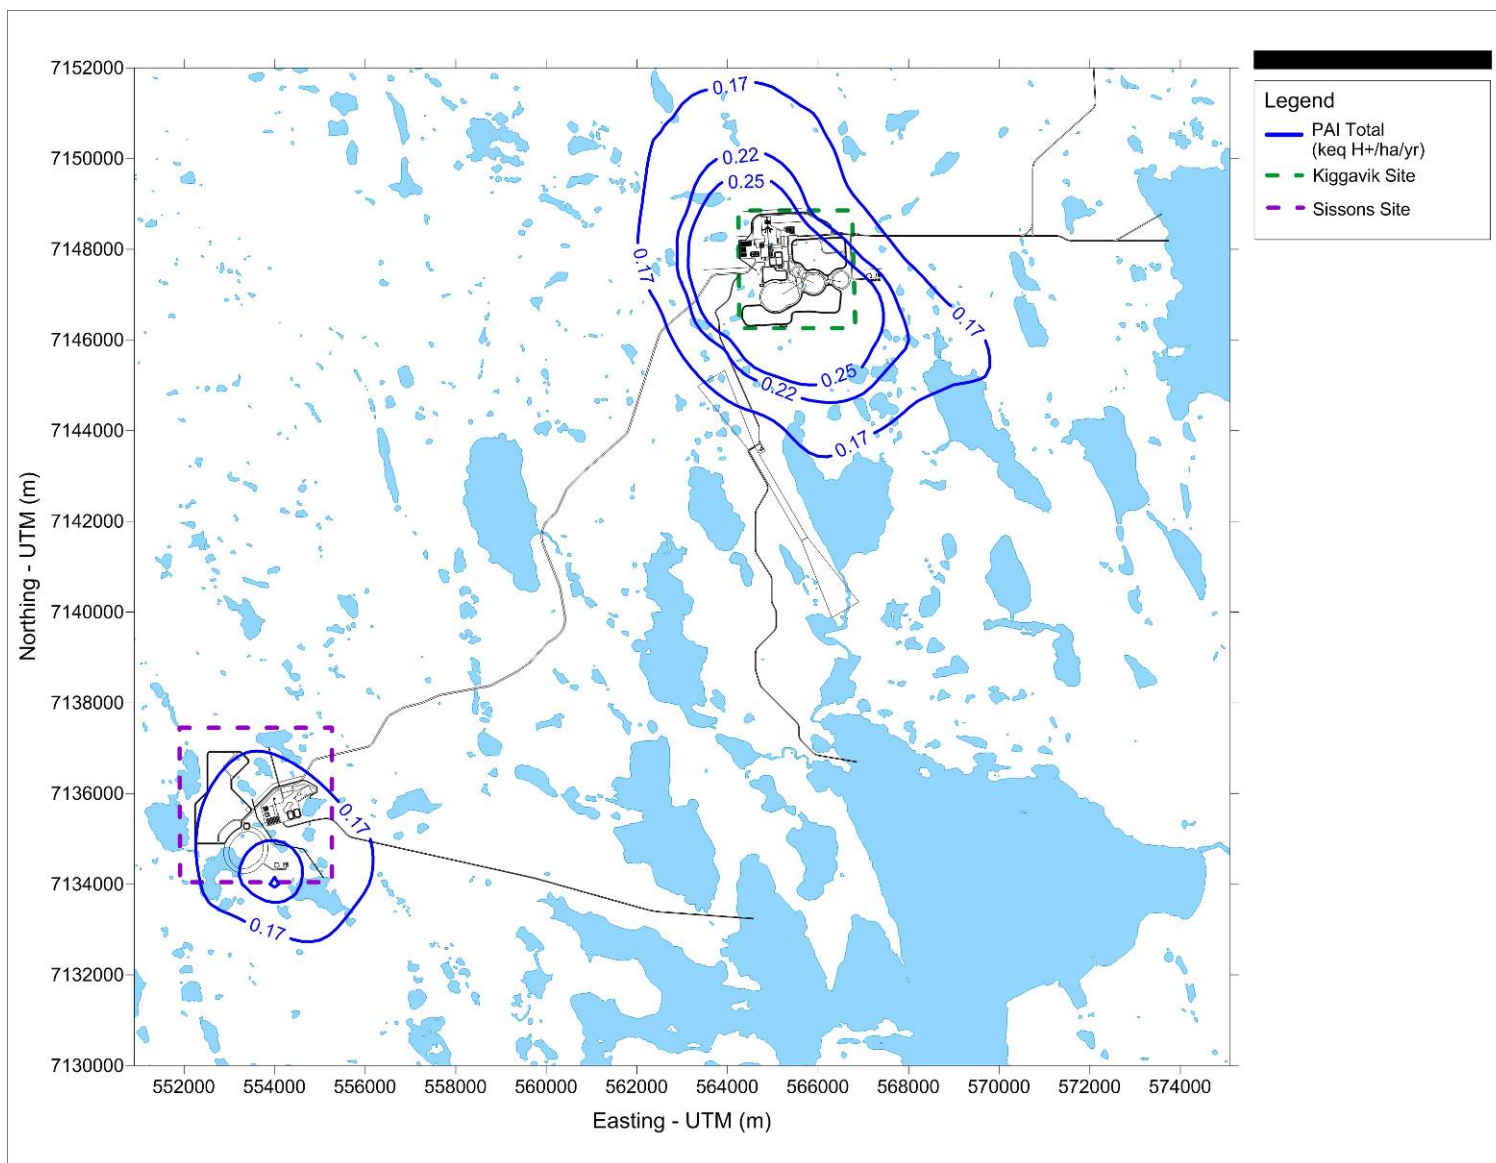 Legend
PAI Total
(keq H+/ha/yr)
Kiggavik Site
Sissons Site
7152000
7150000
7148000
7146000
7144000
7142000
7140000
7138000
7136000
7134000
7132000
7130000
Northing - UTM (m)
0.17
0.22
0.25
0.17
0.17
0.25
0.22
0.17
0.17
0.17
552000 554000 556000 558000 560000 562000 564000 566000 568000 570000 572000 574000
Easting - UTM (m)